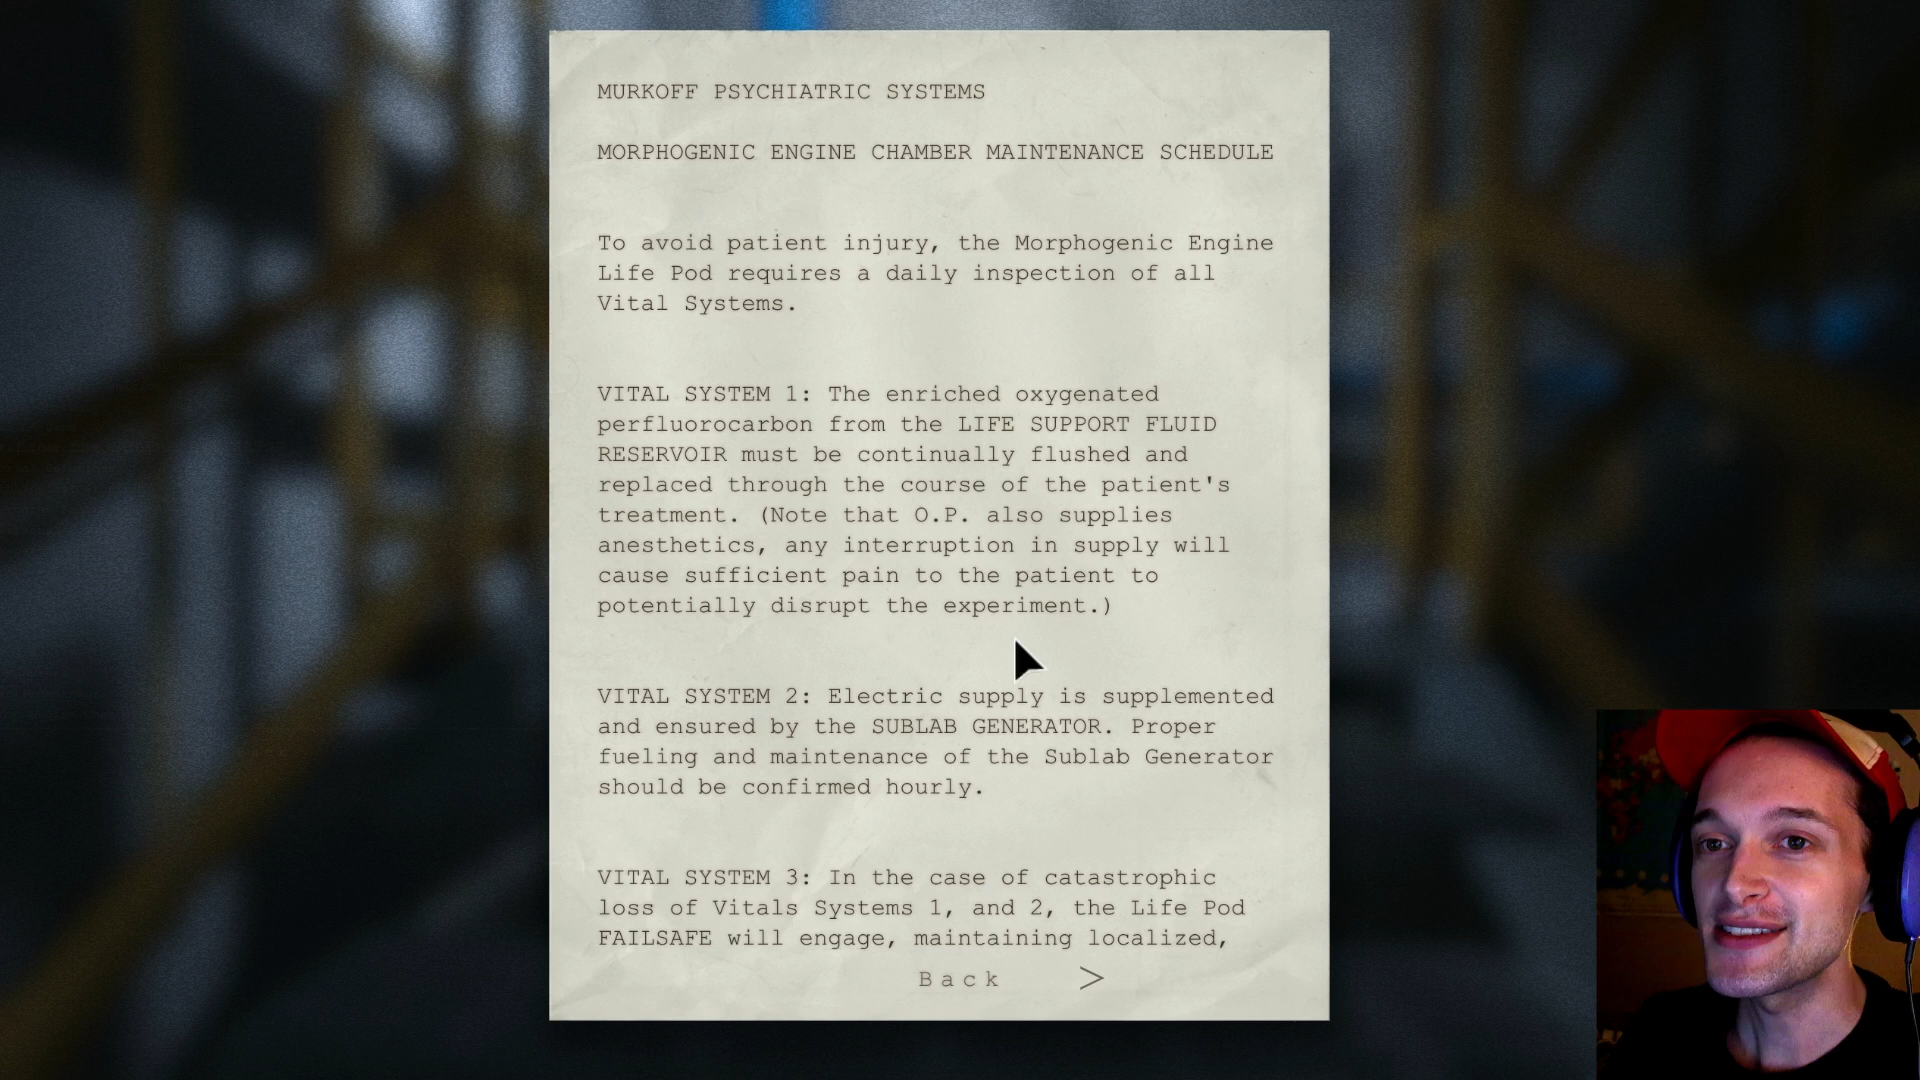 MURKOFF PSYCHIATRIC SYSTEMS
MORPHOGENIC ENGINE CHAMBER MAINTENANCE SCHEDULE
To avoid patient injury, the Morphogenic Engine
Life Pod requires a daily inspection of all
Vital Systems.
VITAL SYSTEM 1: The enriched oxygenated
perfluorocarbon from the LIFE SUPPORT FLUID
RESERVOIR must be continually flushed and
replaced through the course of the patient's
treatment. (Note that O.P. also supplies
anesthetics, any interruption in supply will
cause sufficient pain to the patient to
potentially disrupt the experiment.)
VITAL SYSTEM 2: Electric supply is supplemented
and ensured by the SUBLAB GENERATOR. Proper
fueling and maintenance of the Sublab Generator
should be confirmed hourly.
VITAL SYSTEM 3: In the case of catastrophic
loss of Vitals Systems 1, and 2, the Life Pod
FAILSAFE will engage, maintaining localized,
Back >